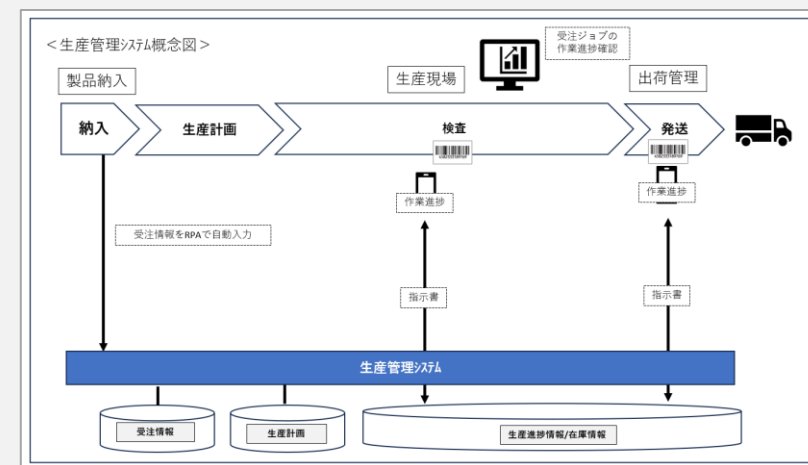 ＜生産管理ｼｽﾃﾑ概念図＞
受注ジョブの
作業進捗確認
製品納入
生産現場
出荷管理
納入
生産計画
検査
発送
作業進捗
作業進捗
受注情報をRPAで自動入力
指示書
指示書
生産管理ｼｽﾃﾑ
受注情報
生産計画
生産進捗情報/在庫情報